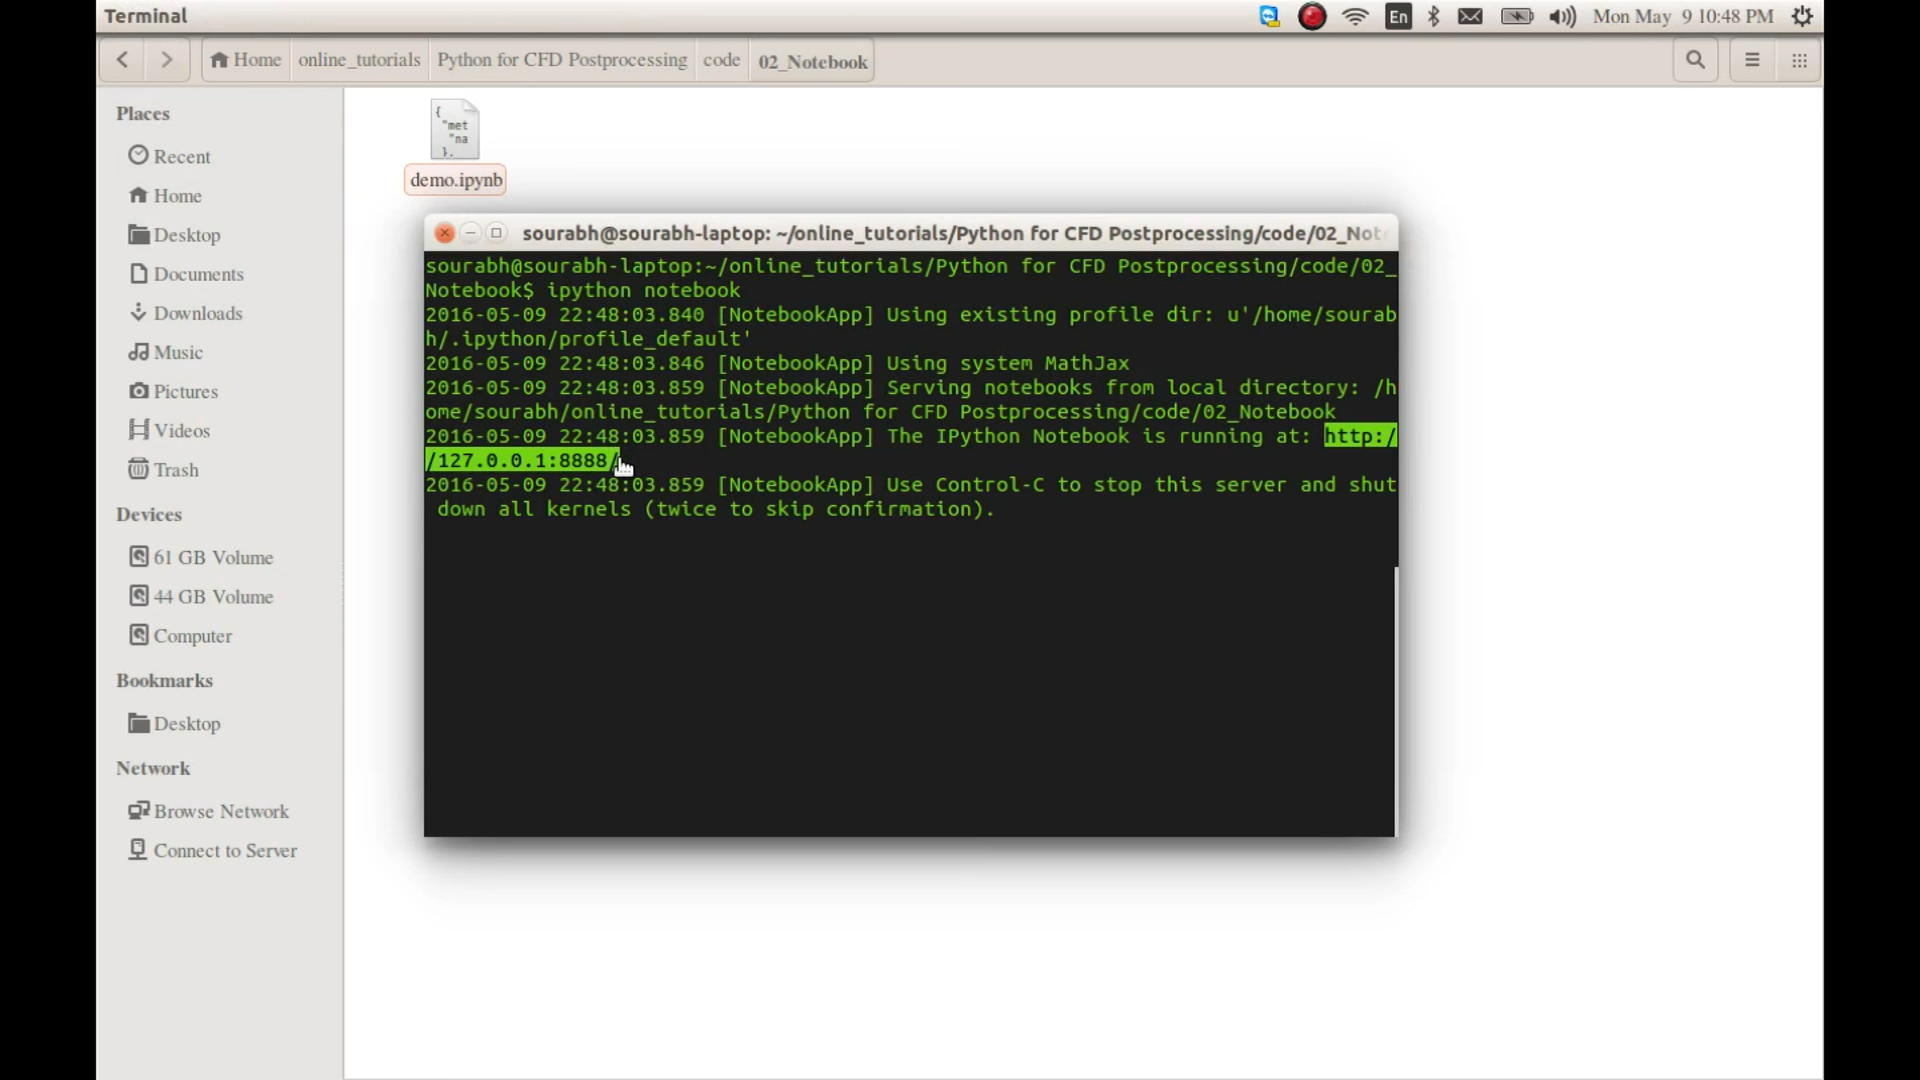 Terminal
En
Mon May 9 10:48 PM
Home
online_tutorials
Python for CFD Postprocessing
code
02_Notebook
Places
Recent
Home
Desktop
Documents
Downloads
Music
Pictures
Videos
Trash
Devices
61 GB Volume
44 GB Volume
Computer
Bookmarks
Desktop
Network
Browse Network
Connect to Server
{
"met
"na
},
demo.ipynb
sourabh@sourabh-laptop: ~/online_tutorials/Python for CFD Postprocessing/code/02_Not
sourabh@sourabh-laptop:~/online_tutorials/Python for CFD Postprocessing/code/02_
Notebook$ ipython notebook
2016-05-09 22:48:03.840 [NotebookApp] Using existing profile dir: u'/home/sourab
h/.ipython/profile_default'
2016-05-09 22:48:03.846 [NotebookApp] Using system MathJax
2016-05-09 22:48:03.859 [NotebookApp] Serving notebooks from local directory: /h
ome/sourabh/online_tutorials/Python for CFD Postprocessing/code/02_Notebook
2016-05-09 22:48:03.859 [NotebookApp] The IPython Notebook is running at: http:/
/127.0.0.1:8888/
2016-05-09 22:48:03.859 [NotebookApp] Use Control-C to stop this server and shut
down all kernels (twice to skip confirmation).